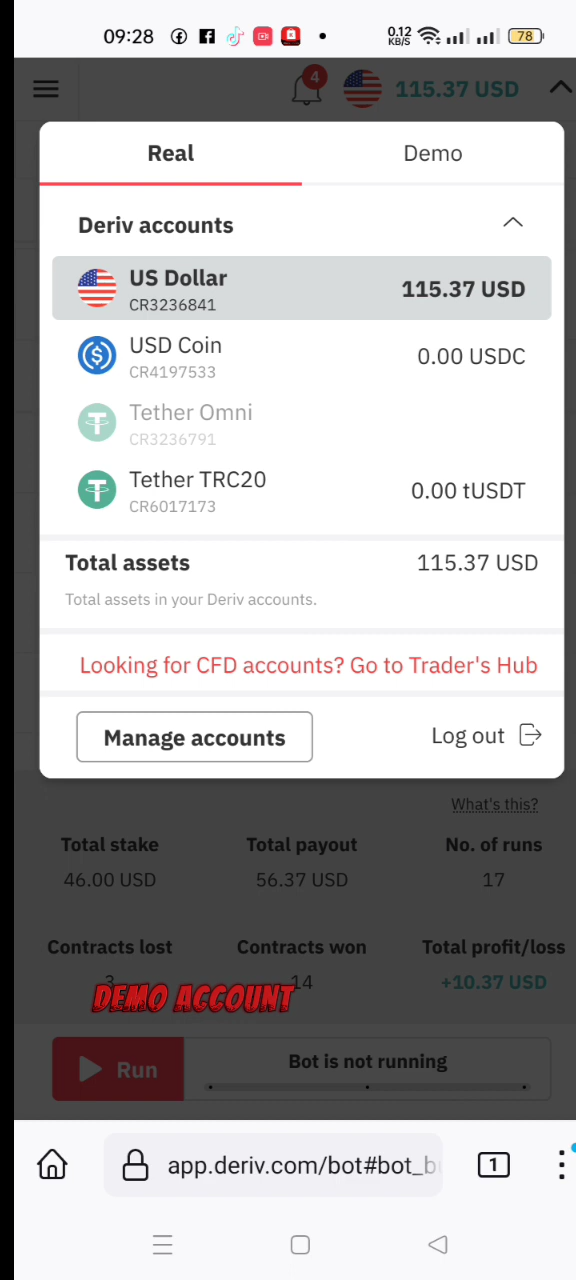 09:28
0.12
KB/S
78
4
115.37 USD
Real
Demo
Deriv accounts
US Dollar
CR3236841
115.37 USD
USD Coin
CR4197533
0.00 USDC
Tether Omni
CR3236791
Tether TRC20
CR6017173
0.00 tUSDT
Total assets
115.37 USD
Total assets in your Deriv accounts.
Looking for CFD accounts? Go to Trader's Hub
Manage accounts
Log out
What's this?
Total stake
Total payout
No. of runs
46.00 USD
56.37 USD
17
Contracts lost
Contracts won
Total profit/loss
3
14
+10.37 USD
DEMO ACCOUNT
Run
Bot is not running
app.deriv.com/bot#bot_b
1